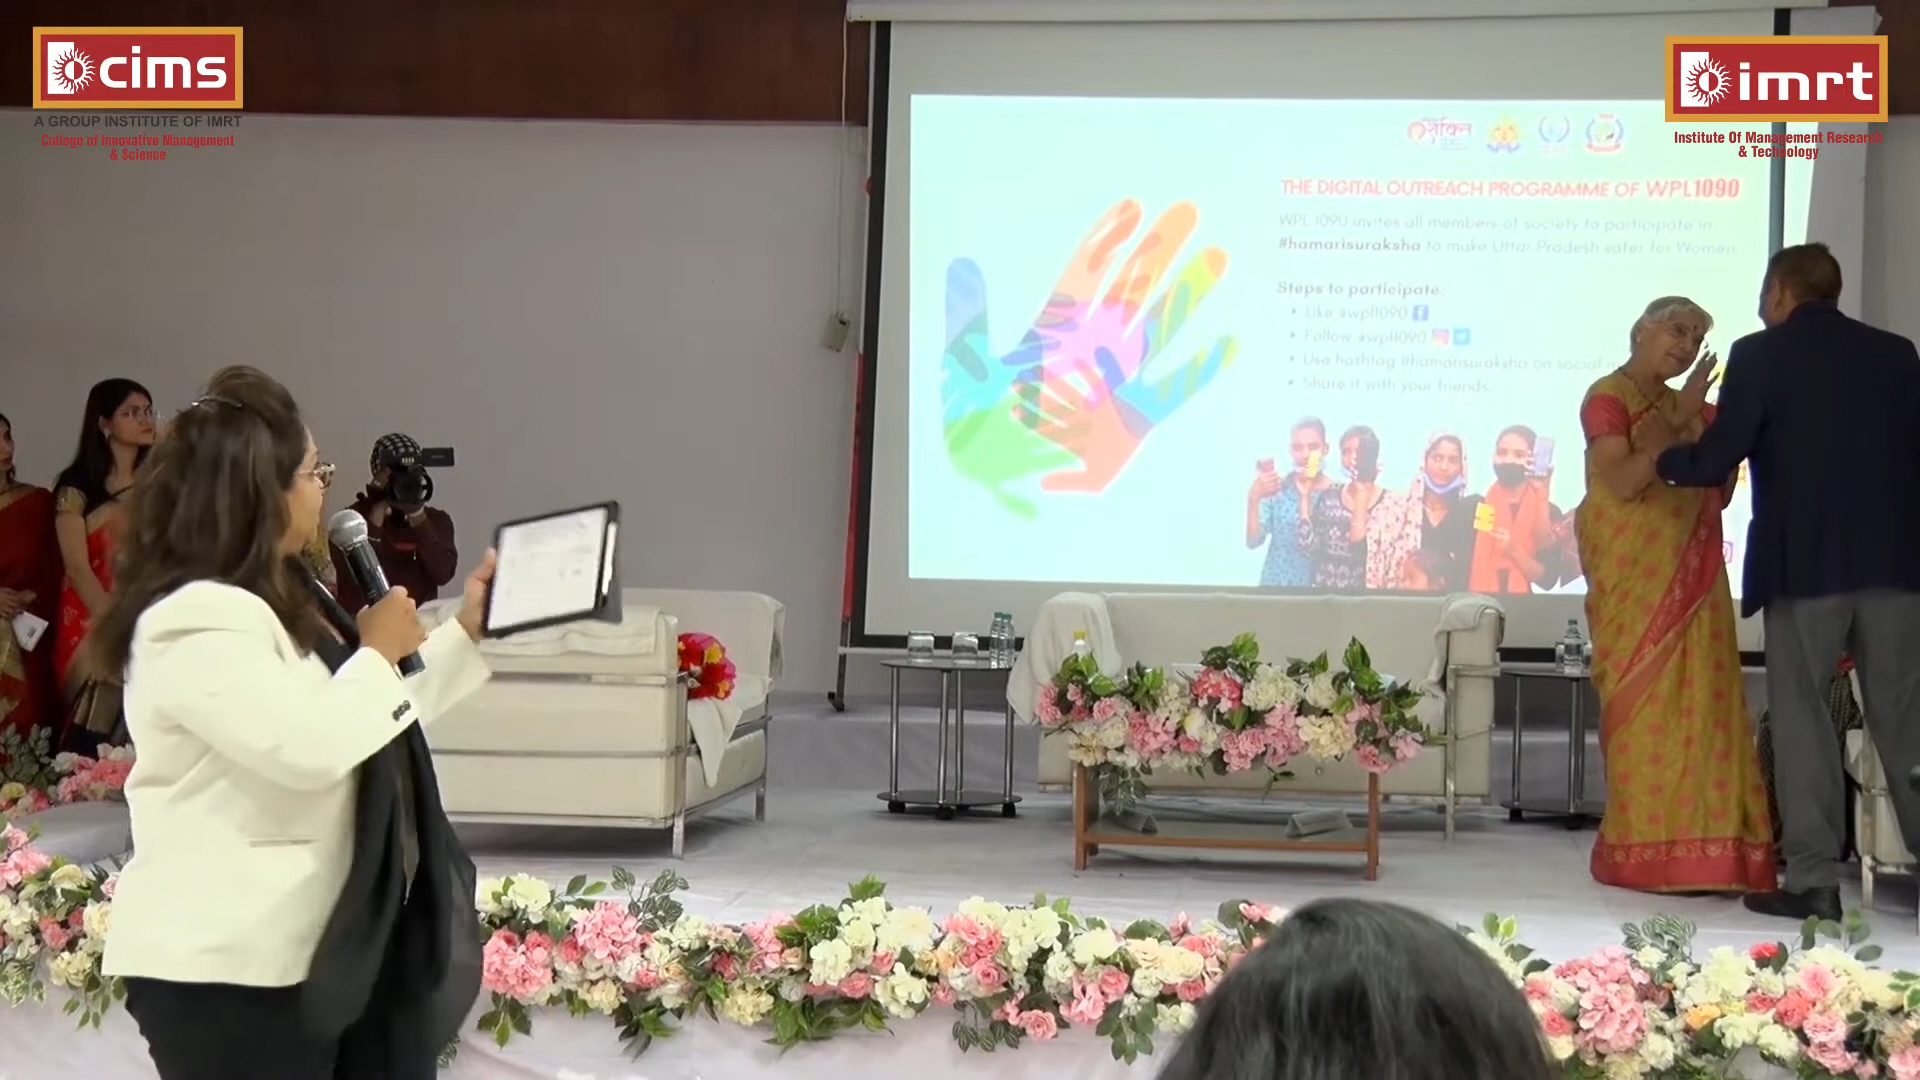 cims
A GROUP INSTITUTE OF IMRT
College of Innovative Management
& Science
imrt
Institute Of Management Research
& Technology
शक्ति
THE DIGITAL OUTREACH PROGRAMME OF WPL1090
WPL 1090 invites all members of society to participate in
#hamarisuraksha to make Uttar Pradesh safer for Women.
Steps to participate:
• Like #wpl1090
• Follow #wpl1090
• Use hashtag #hamarisuraksha on social
• Share it with your friends.